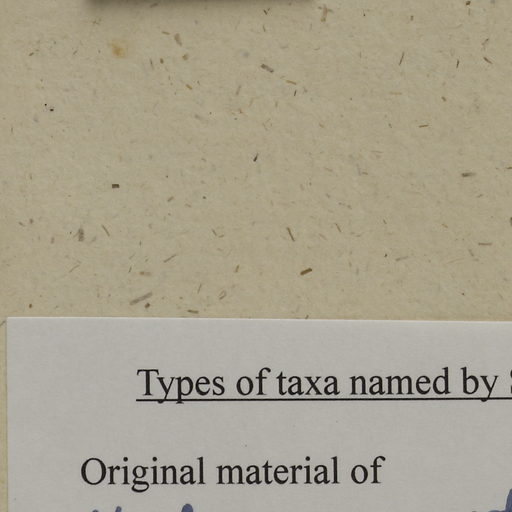 Types of taxa named by
Original material of